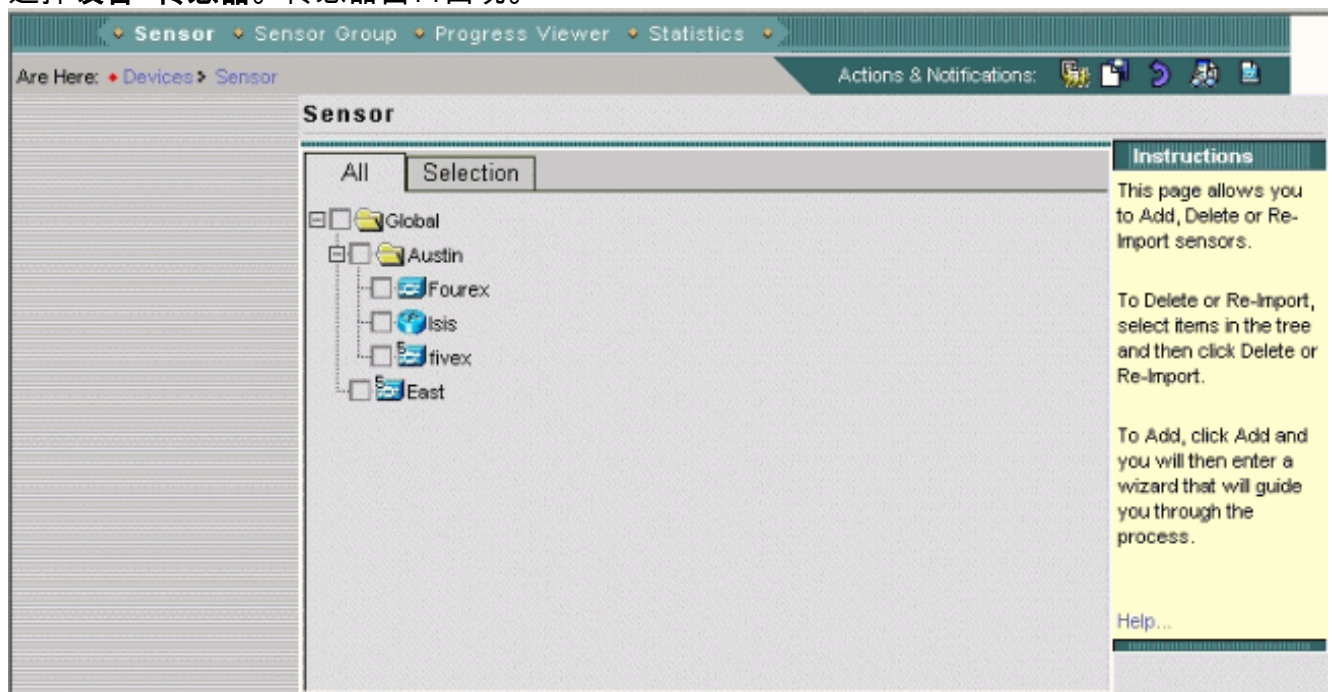 Sensor Sensor Group Progress Viewer Statistics
Are Here: Devices > Sensor
Actions & Notifications:
Sensor
All Selection
Global
Austin
Fourex
Isis
5 fivex
5 East
Instructions
This page allows you
to Add, Delete or Re-
Import sensors.
To Delete or Re-Import,
select items in the tree
and then click Delete or
Re-Import.
To Add, click Add and
you will then enter a
wizard that will guide
you through the
process.
Help...